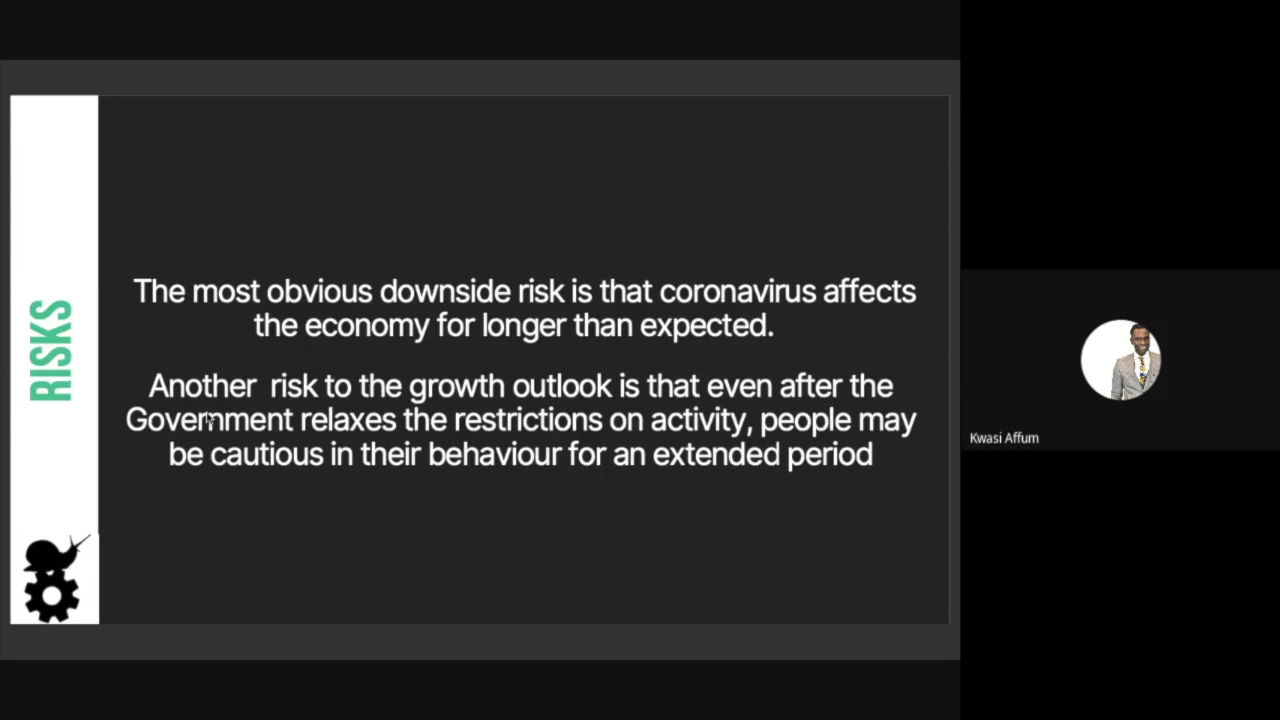 RISKS
The most obvious downside risk is that coronavirus affects
the economy for longer than expected.
Another risk to the growth outlook is that even after the
Government relaxes the restrictions on activity, people may
be cautious in their behaviour for an extended period
Kwasi Affum